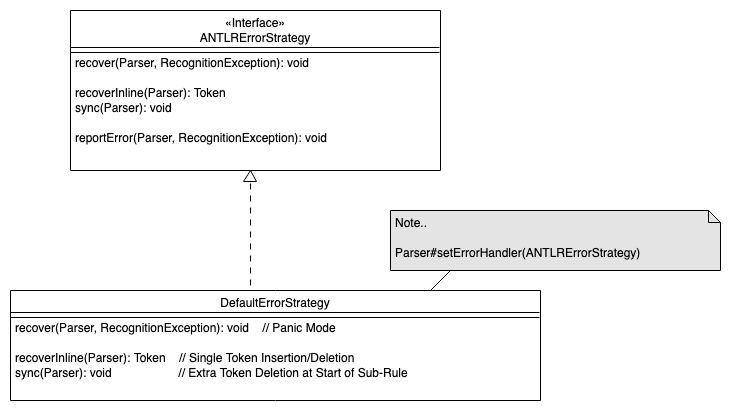 «Interface»
ANTLRErrorStrategy
recover(Parser, RecognitionException): void
recoverInline(Parser): Token
sync(Parser): void
reportError(Parser, RecognitionException): void
Note..
Parser#setErrorHandler(ANTLRErrorStrategy)
DefaultErrorStrategy
recover(Parser, RecognitionException): void // Panic Mode
recoverInline(Parser): Token // Single Token Insertion/Deletion
sync(Parser): void // Extra Token Deletion at Start of Sub-Rule